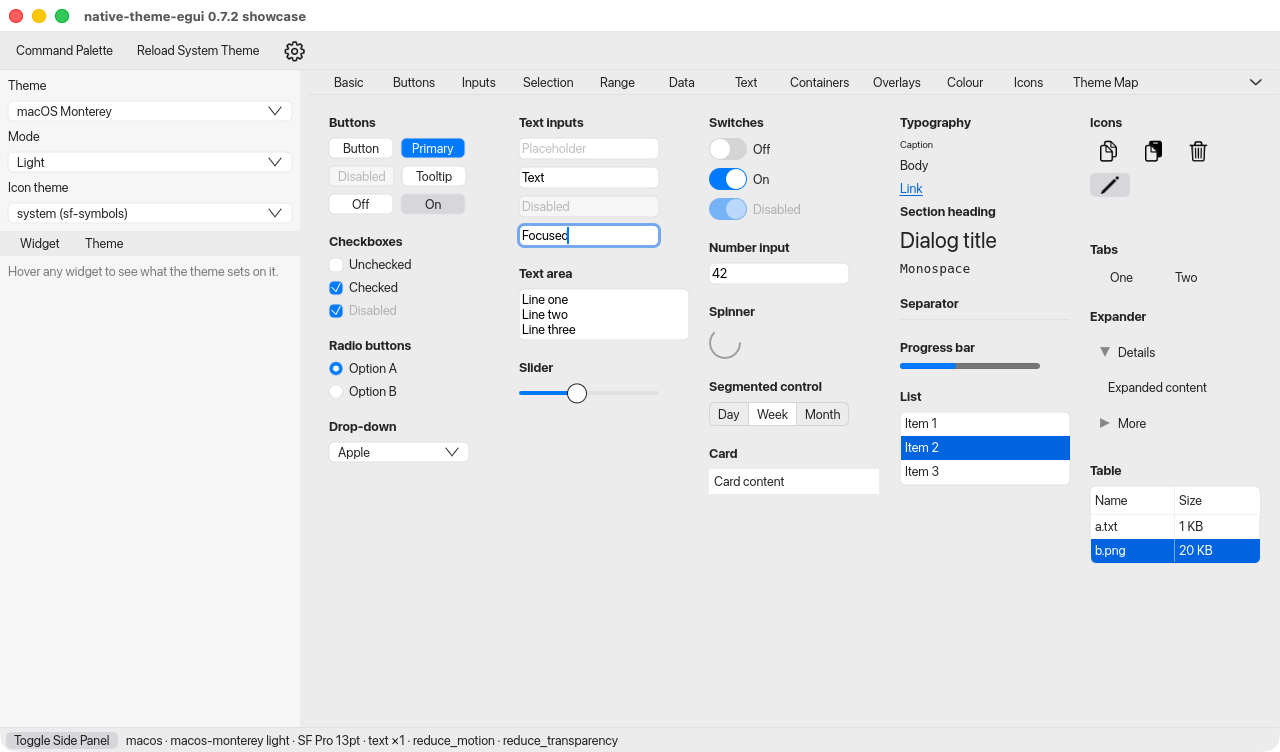 native-theme-egui 0.7.2 showcase
Command Palette
Reload System Theme
Theme
macOS Monterey
Mode
Light
Icon theme
system (sf-symbols)
Widget
Theme
Hover any widget to see what the theme sets on it.
Basic
Buttons
Inputs
Selection
Range
Data
Text
Containers
Overlays
Colour
Icons
Theme Map
Buttons
Button
Primary
Disabled
Tooltip
Off
On
Checkboxes
Unchecked
Checked
Disabled
Radio buttons
Option A
Option B
Drop-down
Apple
Text inputs
Placeholder
Text
Disabled
Focused
Text area
Line one
Line two
Line three
Slider
Switches
Off
On
Disabled
Number input
42
Spinner
Segmented control
Day
Week
Month
Card
Card content
Typography
Caption
Body
Link
Section heading
Dialog title
Monospace
Separator
Progress bar
List
Item 1
Item 2
Item 3
Icons
Tabs
One
Two
Expander
Details
Expanded content
More
Table
Name
Size
a.txt
1 KB
b.png
20 KB
Toggle Side Panel
macos · macos-monterey light · SF Pro 13pt · text ×1 · reduce_motion · reduce_transparency